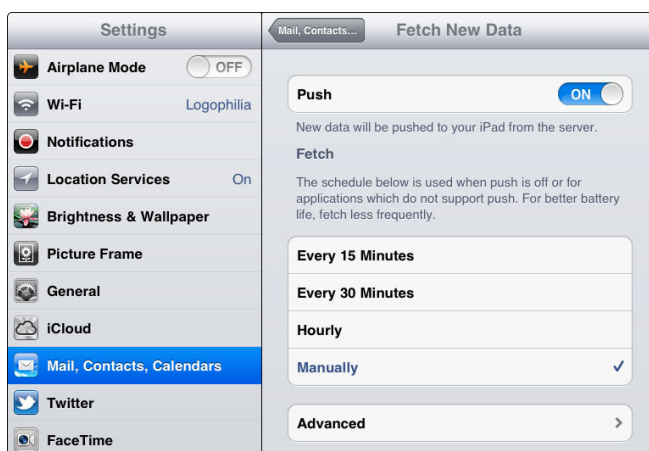 Settings
Airplane Mode OFF
Wi-Fi Logophilia
Notifications
Location Services On
Brightness & Wallpaper
Picture Frame
General
iCloud
Mail, Contacts, Calendars
Twitter
FaceTime
Mail, Contacts... Fetch New Data
Push ON
New data will be pushed to your iPad from the server.
Fetch
The schedule below is used when push is off or for
applications which do not support push. For better battery
life, fetch less frequently.
Every 15 Minutes
Every 30 Minutes
Hourly
Manually
Advanced